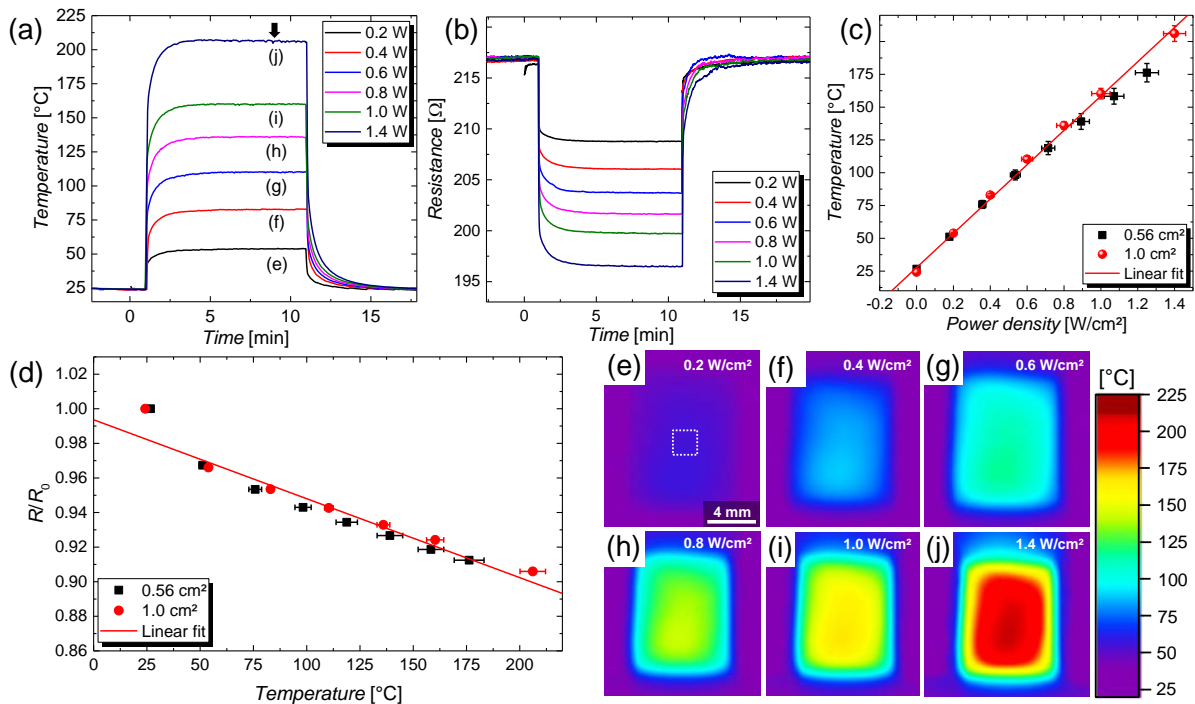 (a)
225
200
175
150
125
100
75
50
25
Temperature [°C]
0
5
10
15
Time [min]
0.2 W
0.4 W
0.6 W
0.8 W
1.0 W
1.4 W
(j)
(i)
(h)
(g)
(f)
(e)
(b)
215
210
205
200
195
Resistance [Ω]
0
5
10
15
Time [min]
0.2 W
0.4 W
0.6 W
0.8 W
1.0 W
1.4 W
(c)
200
175
150
125
100
75
50
25
Temperature [°C]
-0.2 0.0 0.2 0.4 0.6 0.8 1.0 1.2 1.4
Power density [W/cm²]
0.56 cm²
1.0 cm²
Linear fit
(d)
1.02
1.00
0.98
0.96
0.94
0.92
0.90
0.88
0.86
R/R0
0 25 50 75 100 125 150 175 200
Temperature [°C]
0.56 cm²
1.0 cm²
Linear fit
(e)
0.2 W/cm²
4 mm
(f)
0.4 W/cm²
(g)
0.6 W/cm²
(h)
0.8 W/cm²
(i)
1.0 W/cm²
(j)
1.4 W/cm²
[°C]
225
200
175
150
125
100
75
50
25